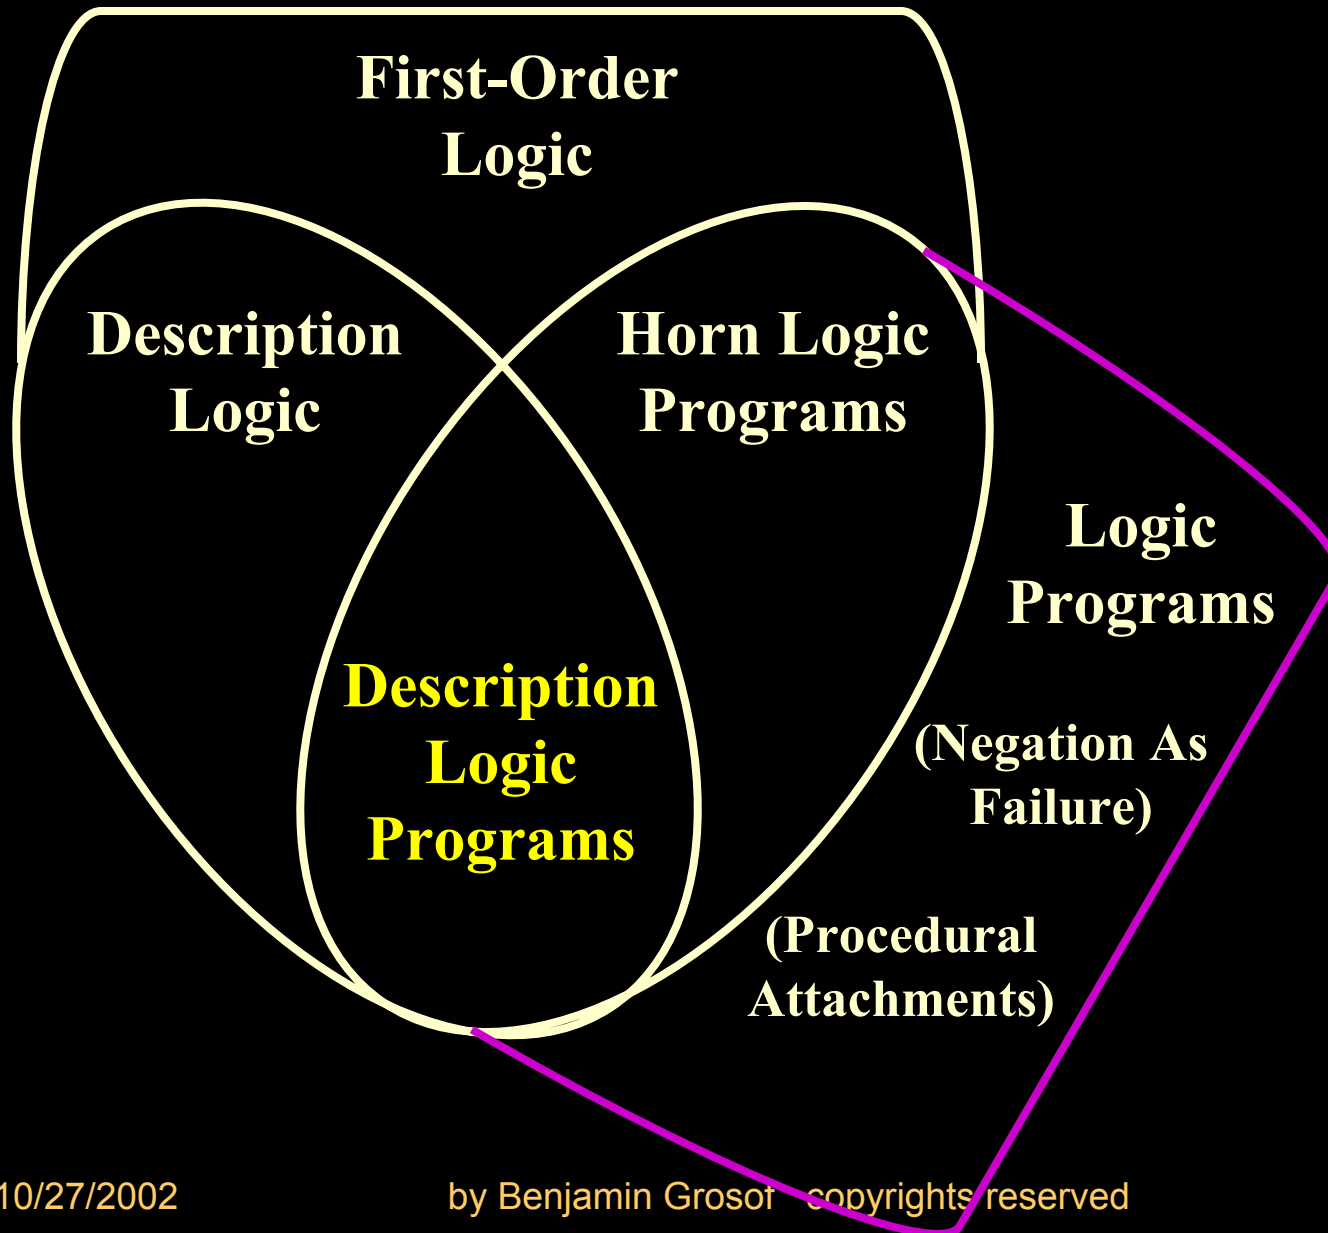 First-Order
Logic
Description
Logic
Horn Logic
Programs
Logic
Programs
Description
Logic
Programs
(Negation As
Failure)
(Procedural
Attachments)
10/27/2002
by Benjamin Grosof copyrights reserved